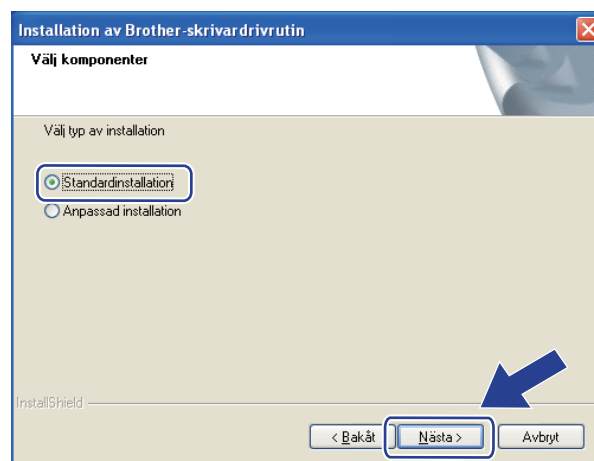 Installation av Brother-skrivardrivrutin
Välj komponenter
Välj typ av installation
Standardinstallation
Anpassad installation
InstallShield
< Bakåt Nästa > Avbryt